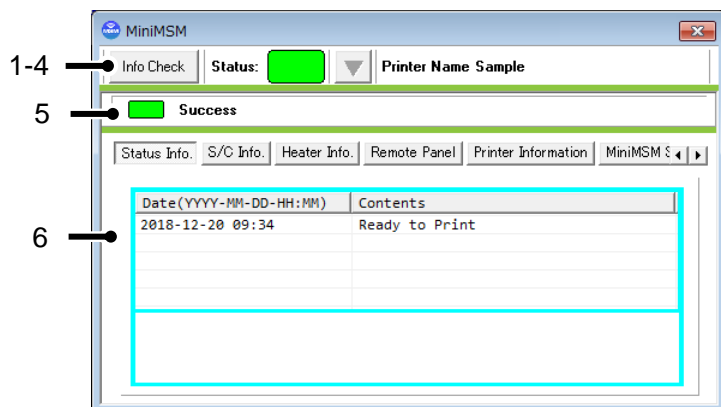 MiniMSM
1-4
Info Check
Status:
Printer Name Sample
5
Success
Status Info.
S/C Info.
Heater Info.
Remote Panel
Printer Information
MiniMSM S
6
Date(YYYY-MM-DD-HH:MM)
Contents
2018-12-20 09:34
Ready to Print